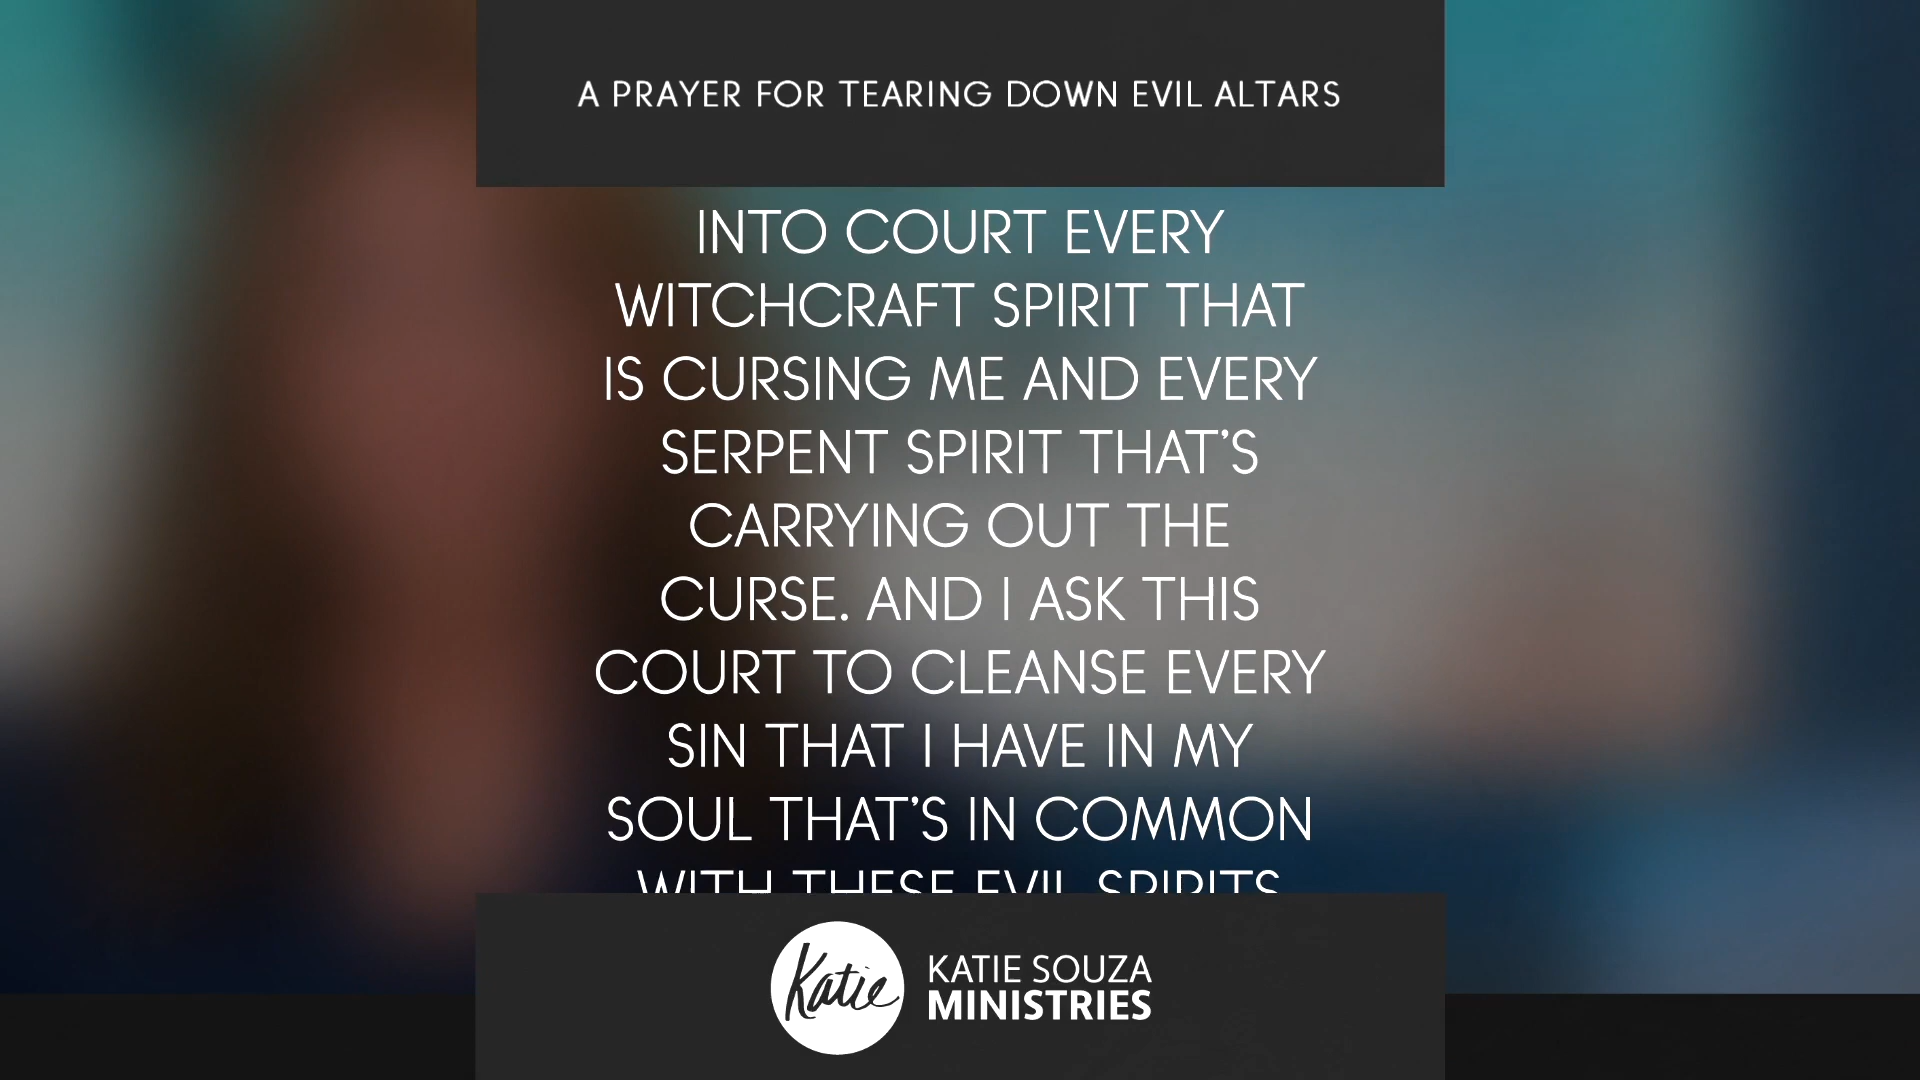 A PRAYER FOR TEARING DOWN EVIL ALTARS
INTO COURT EVERY
WITCHCRAFT SPIRIT THAT
IS CURSING ME AND EVERY
SERPENT SPIRIT THAT’S
CARRYING OUT THE
CURSE. AND I ASK THIS
COURT TO CLEANSE EVERY
SIN THAT I HAVE IN MY
SOUL THAT’S IN COMMON
WITH THESE EVIL SPIRITS
Katie
KATIE SOUZA
MINISTRIES